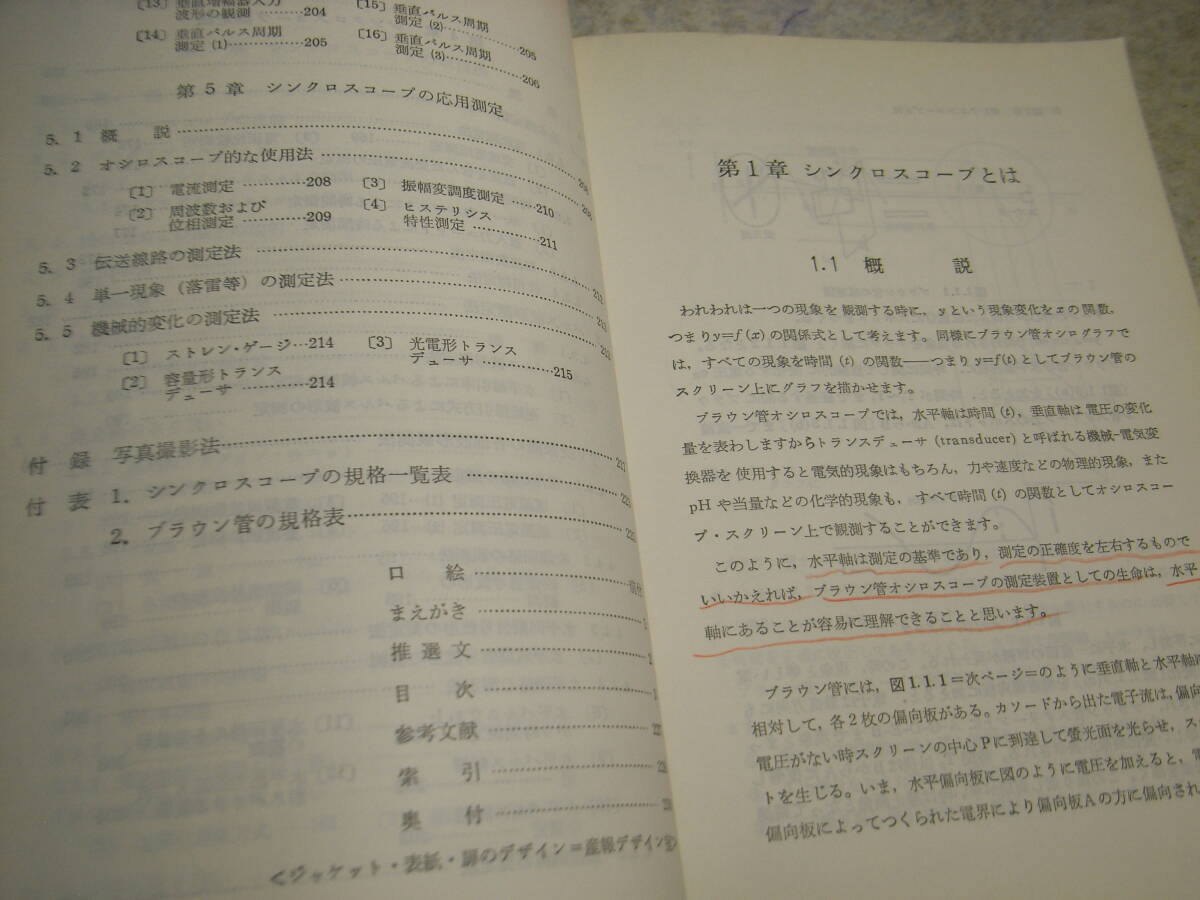 〔13〕垂直増幅器入力
波形の観測 ………204
〔14〕垂直パルス周期
測定 (1)…………205
〔15〕垂直パルス周期
測定 (2)…………205
〔16〕垂直パルス周期
測定 (3)…………206
第5章 シンクロスコープの応用測定
5. 1 概 説
5. 2 オシロスコープ的な使用法
〔1〕 電流測定 …………208
〔2〕 周波数および
位相測定 …………209
〔3〕 振幅変調度測定 ……210
〔4〕 ヒステリシス
特性測定 …………211
5. 3 伝送線路の測定法
5. 4 単一現象（落雷等）の測定法
5. 5 機械的変化の測定法
〔1〕 ストレン・ゲージ…214
〔2〕 容量形トランス
デューサ …………214
〔3〕 光電形トランス
デューサ …………215
付 録 写真撮影法
付 表 1. シンクロスコープの規格一覧表
2. ブラウン管の規格表
口 絵
まえがき
推選文
目 次
参考文献
索 引
奥 付
<ジャケット・表紙・扉のデザイン＝産報デザイン
第1章 シンクロスコープとは
1.1 概 説
われわれは一つの現象を観測する時に，yという現象変化をxの関数，
つまりy=f(x)の関係式として考えます。同様にブラウン管オシログラフで
は，すべての現象を時間(t)の関数——つまりy=f(t)としてブラウン管の
スクリーン上にグラフを描かせます。
ブラウン管オシロスコープでは，水平軸は時間(t)，垂直軸は電圧の変化
量を表わしますからトランスデューサ(transducer)と呼ばれる機械-電気変
換器を使用すると電気的現象はもちろん，力や速度などの物理的現象，また
pHや当量などの化学的現象も，すべて時間(t)の関数としてオシロスコー
プ・スクリーン上で観測することができます。
このように，水平軸は測定の基準であり，測定の正確度を左右するもので
いいかえれば，ブラウン管オシロスコープの測定装置としての生命は，水平
軸にあることが容易に理解できることと思います。
ブラウン管には，図1.1.1＝次ページ＝のように垂直軸と水平軸に
相対して，各2枚の偏向板がある。カソードから出た電子流は，偏向
電圧がない時スクリーンの中心Pに到達して螢光面を光らせ，ス
トを生じる。いま，水平偏向板に図のように電圧を加えると，電
偏向板によってつくられた電界により偏向板Aの方に偏向され